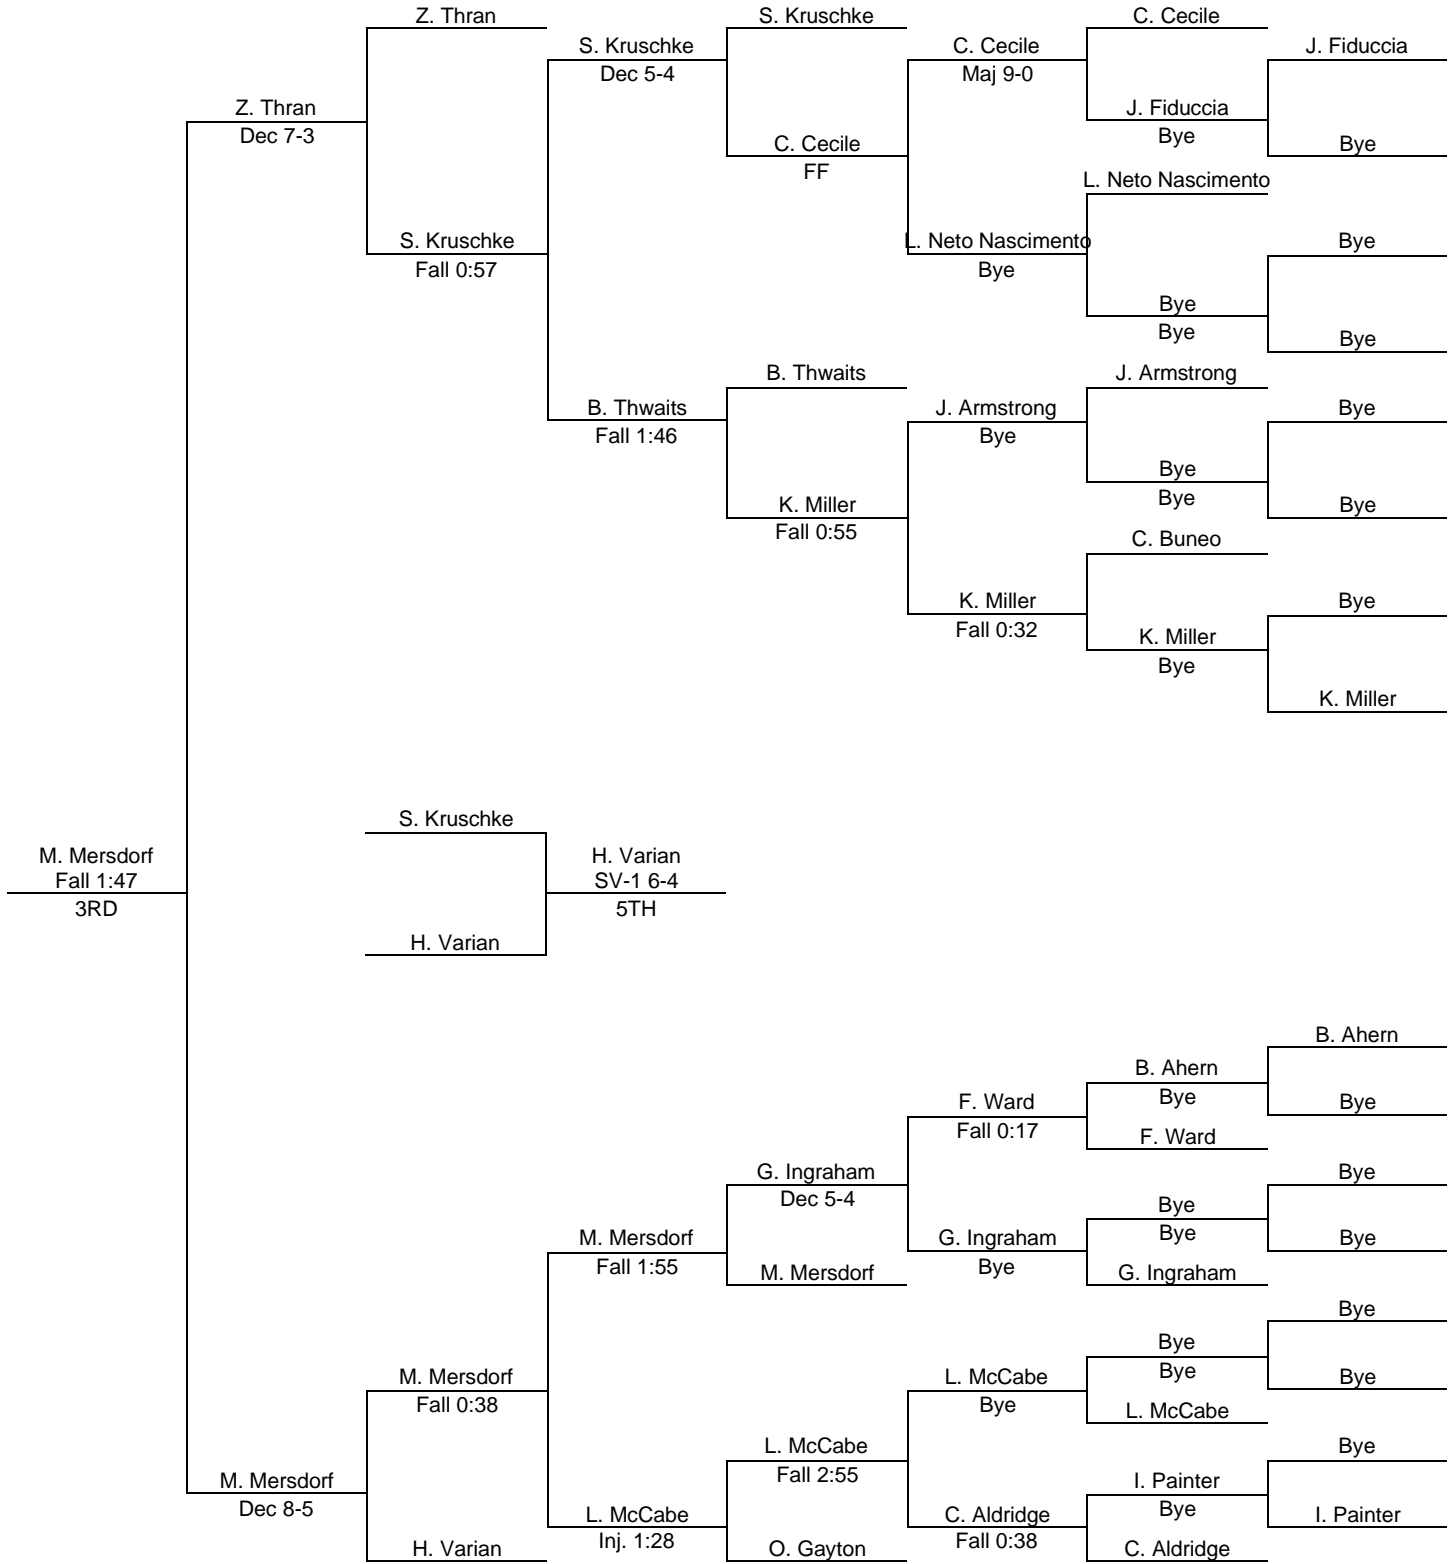 Z. Thran
S. Kruschke
C. Cecile
S. Kruschke
Dec 5-4
C. Cecile
Maj 9-0
J. Fiduccia
Z. Thran
Dec 7-3
J. Fiduccia
Bye
C. Cecile
FF
Bye
L. Neto Nascimento
S. Kruschke
Fall 0:57
L. Neto Nascimento
Bye
Bye
Bye
Bye
Bye
B. Thwaits
J. Armstrong
B. Thwaits
Fall 1:46
J. Armstrong
Bye
Bye
Bye
Bye
K. Miller
Fall 0:55
Bye
C. Buneo
K. Miller
Fall 0:32
Bye
K. Miller
Bye
K. Miller
S. Kruschke
M. Mersdorf
Fall 1:47
3RD
H. Varian
SV-1 6-4
5TH
H. Varian
B. Ahern
B. Ahern
Bye
F. Ward
Fall 0:17
Bye
F. Ward
G. Ingraham
Dec 5-4
Bye
Bye
Bye
M. Mersdorf
Fall 1:55
G. Ingraham
Bye
Bye
M. Mersdorf
G. Ingraham
Bye
Bye
Bye
M. Mersdorf
Fall 0:38
L. McCabe
Bye
Bye
L. McCabe
L. McCabe
Fall 2:55
Bye
M. Mersdorf
Dec 8-5
I. Painter
Bye
L. McCabe
Inj. 1:28
C. Aldridge
Fall 0:38
I. Painter
H. Varian
O. Gayton
C. Aldridge